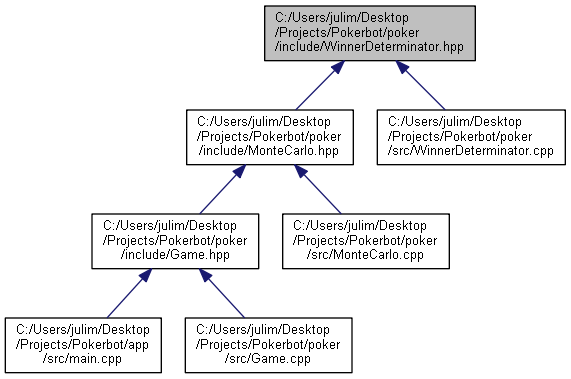 C:/Users/julim/Desktop
/Projects/Pokerbot/poker
/include/WinnerDeterminator.hpp
C:/Users/julim/Desktop
/Projects/Pokerbot/poker
/include/MonteCarlo.hpp
C:/Users/julim/Desktop
/Projects/Pokerbot/poker
/src/WinnerDeterminator.cpp
C:/Users/julim/Desktop
/Projects/Pokerbot/poker
/include/Game.hpp
C:/Users/julim/Desktop
/Projects/Pokerbot/poker
/src/MonteCarlo.cpp
C:/Users/julim/Desktop
/Projects/Pokerbot/app
/src/main.cpp
C:/Users/julim/Desktop
/Projects/Pokerbot/poker
/src/Game.cpp